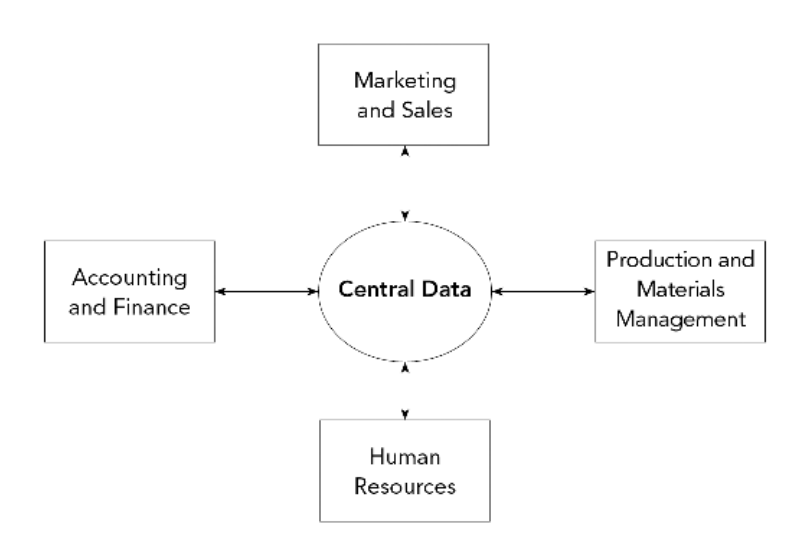 Marketing
and Sales
Accounting
and Finance
Central Data
Production and
Materials
Management
Human
Resources